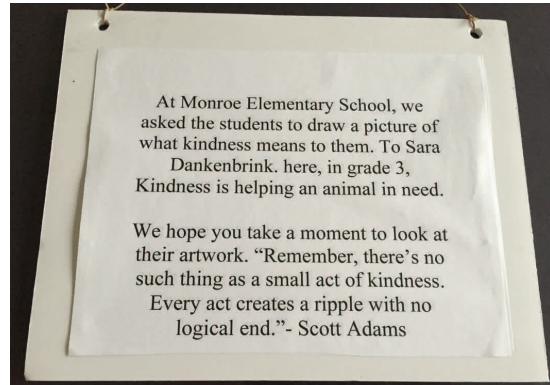 At Monroe Elementary School, we
asked the students to draw a picture of
what kindness means to them. To Sara
Dankenbrink. here, in grade 3,
Kindness is helping an animal in need.
We hope you take a moment to look at
their artwork. “Remember, there’s no
such thing as a small act of kindness.
Every act creates a ripple with no
logical end.”- Scott Adams